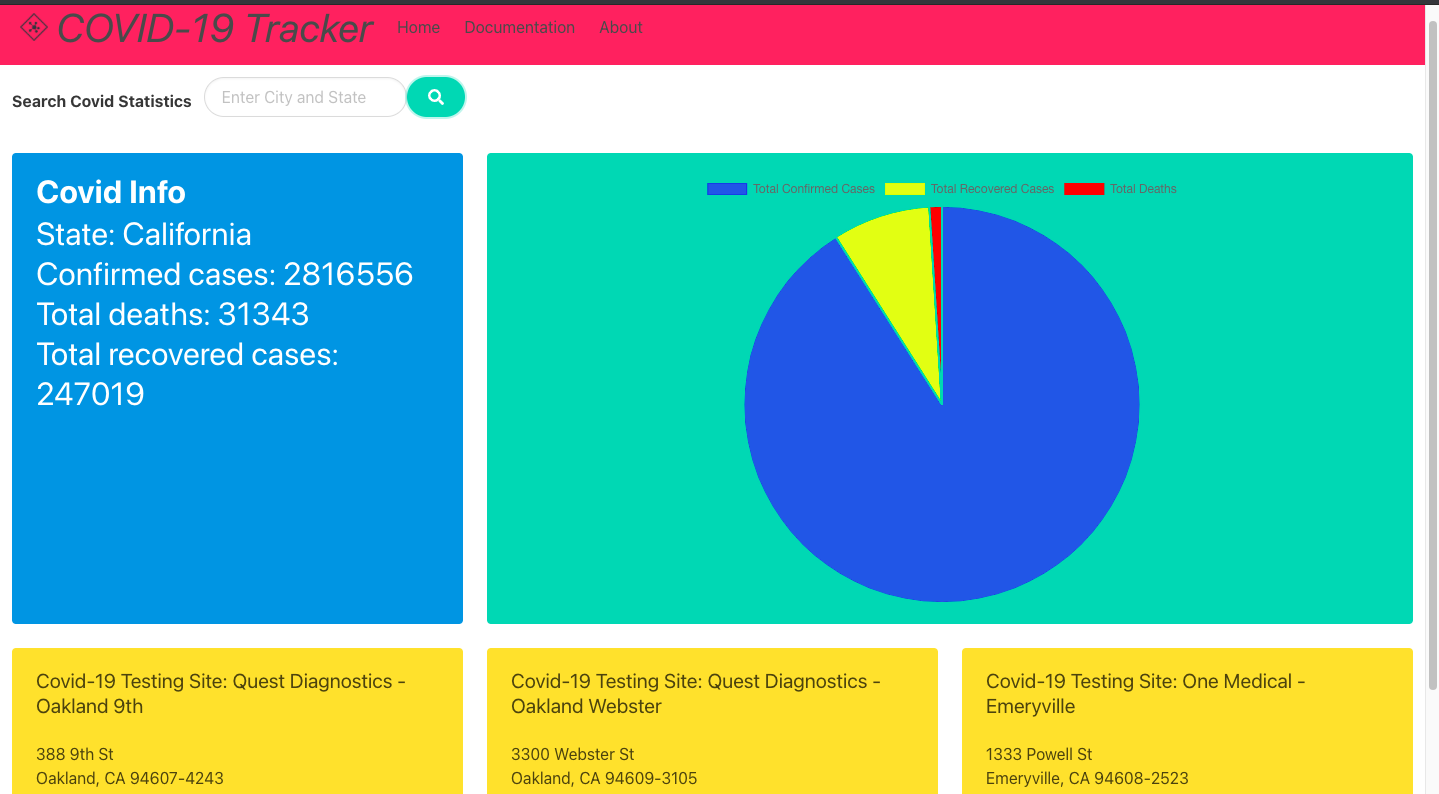 COVID-19 Tracker Home Documentation About
Search Covid Statistics Enter City and State
Covid Info
State: California
Confirmed cases: 2816556
Total deaths: 31343
Total recovered cases:
247019
Total Confirmed Cases Total Recovered Cases Total Deaths
Covid-19 Testing Site: Quest Diagnostics -
Oakland 9th
388 9th St
Oakland, CA 94607-4243
Covid-19 Testing Site: Quest Diagnostics -
Oakland Webster
3300 Webster St
Oakland, CA 94609-3105
Covid-19 Testing Site: One Medical -
Emeryville
1333 Powell St
Emeryville, CA 94608-2523